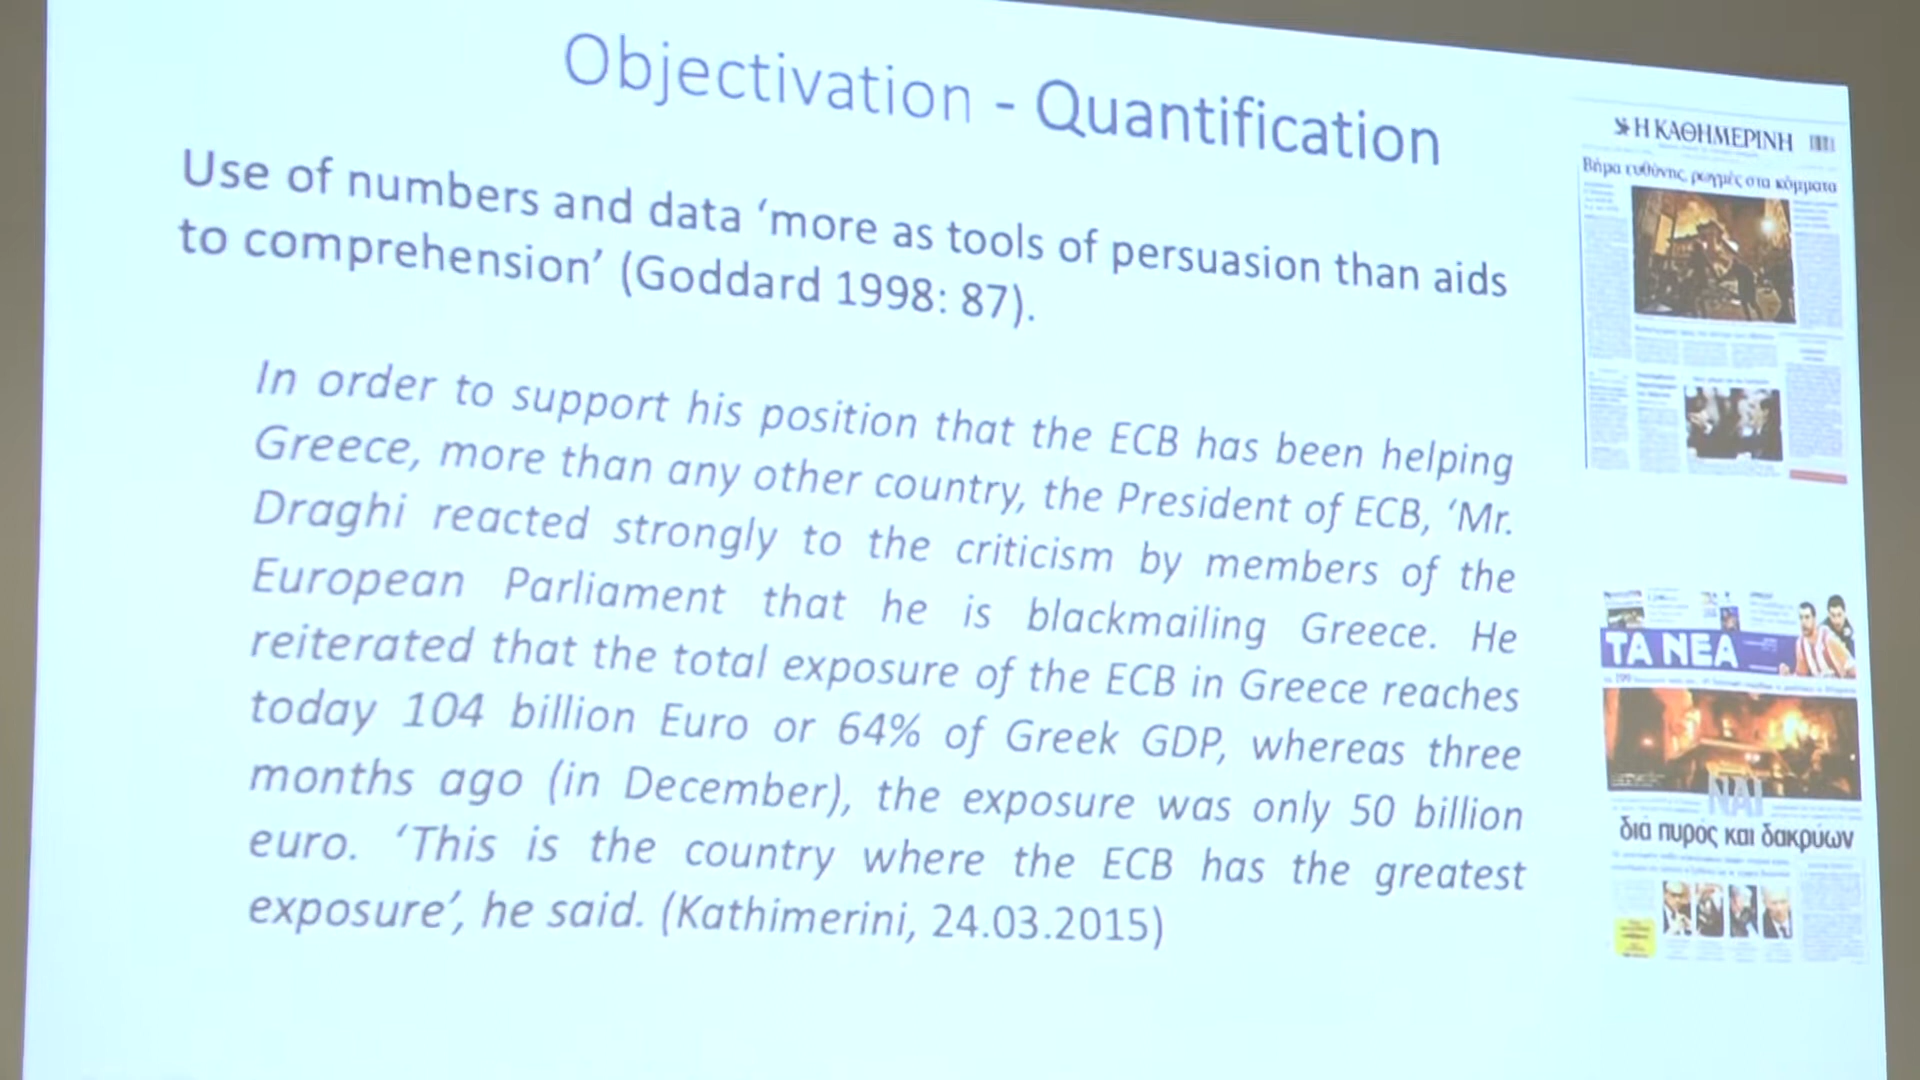 Objectivation - Quantification
Use of numbers and data ‘more as tools of persuasion than aids
to comprehension’ (Goddard 1998: 87).
In order to support his position that the ECB has been helping
Greece, more than any other country, the President of ECB, ‘Mr.
Draghi reacted strongly to the criticism by members of the
European Parliament that he is blackmailing Greece. He
reiterated that the total exposure of the ECB in Greece reaches
today 104 billion Euro or 64% of Greek GDP, whereas three
months ago (in December), the exposure was only 50 billion
euro. ‘This is the country where the ECB has the greatest
exposure’, he said. (Kathimerini, 24.03.2015)
Η ΚΑΘΗΜΕΡΙΝΗ
Βήμα ευθύνης, ρωγμές στα κόμματα
ΤΑ ΝΕΑ
ΝΑΙ
διά πυρός και δακρύων